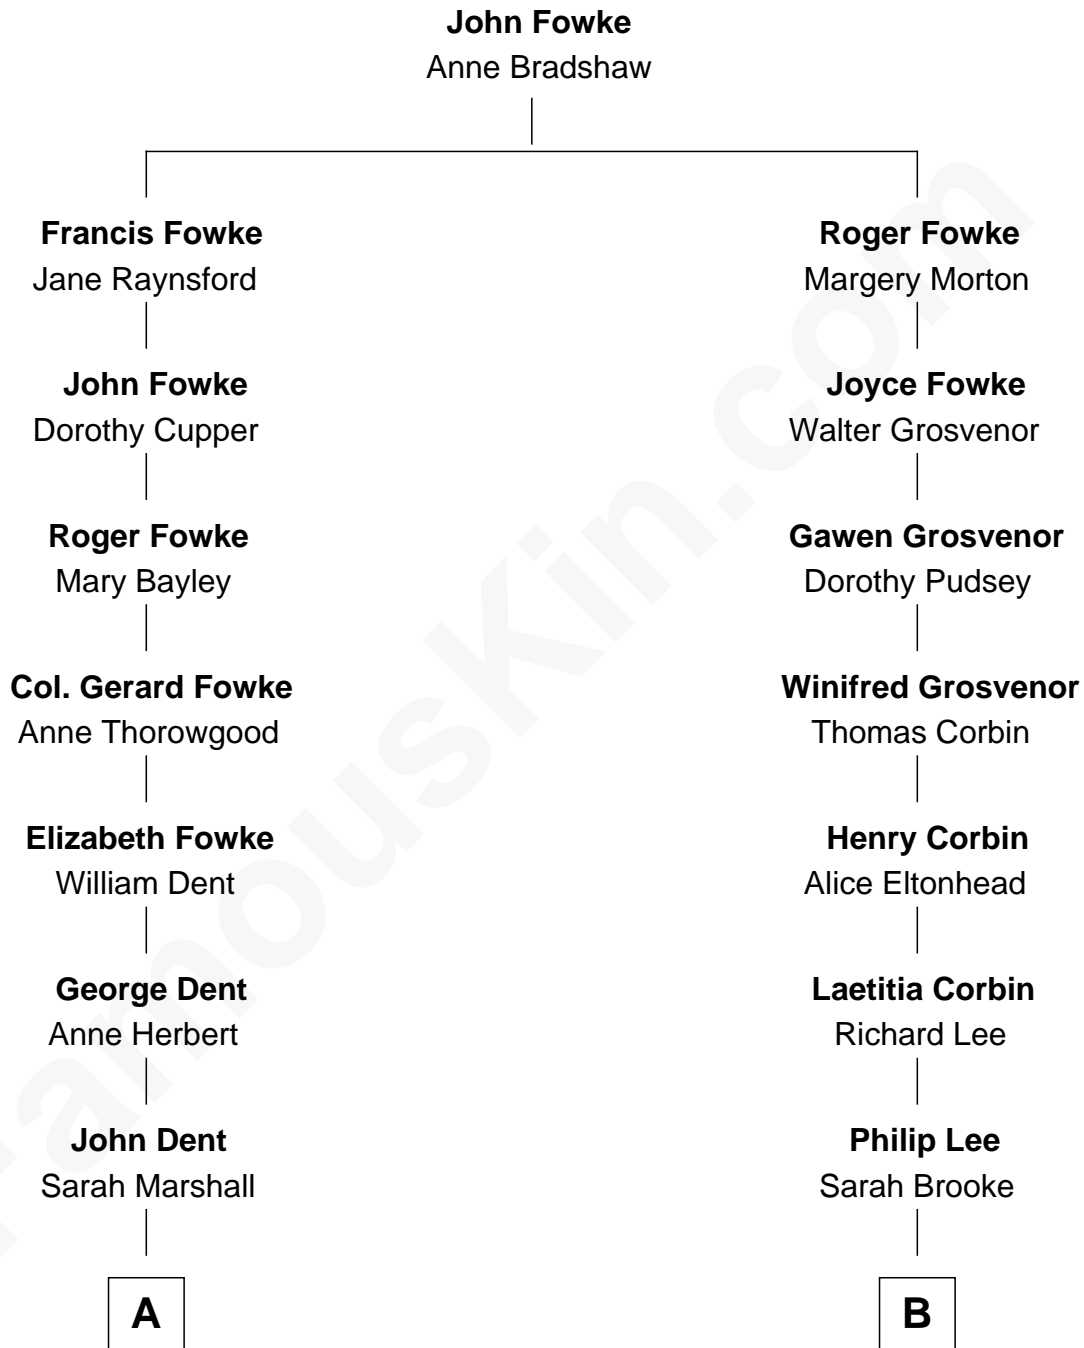 John Fowke
Anne Bradshaw
Francis Fowke
Jane Raynsford
Roger Fowke
Margery Morton
John Fowke
Dorothy Cupper
Joyce Fowke
Walter Grosvenor
Roger Fowke
Mary Bayley
Gawen Grosvenor
Dorothy Pudsey
Col. Gerard Fowke
Anne Thorowgood
Winifred Grosvenor
Thomas Corbin
Elizabeth Fowke
William Dent
Henry Corbin
Alice Eltonhead
George Dent
Anne Herbert
Laetitia Corbin
Richard Lee
John Dent
Sarah Marshall
Philip Lee
Sarah Brooke
A
B
FamousKin.com